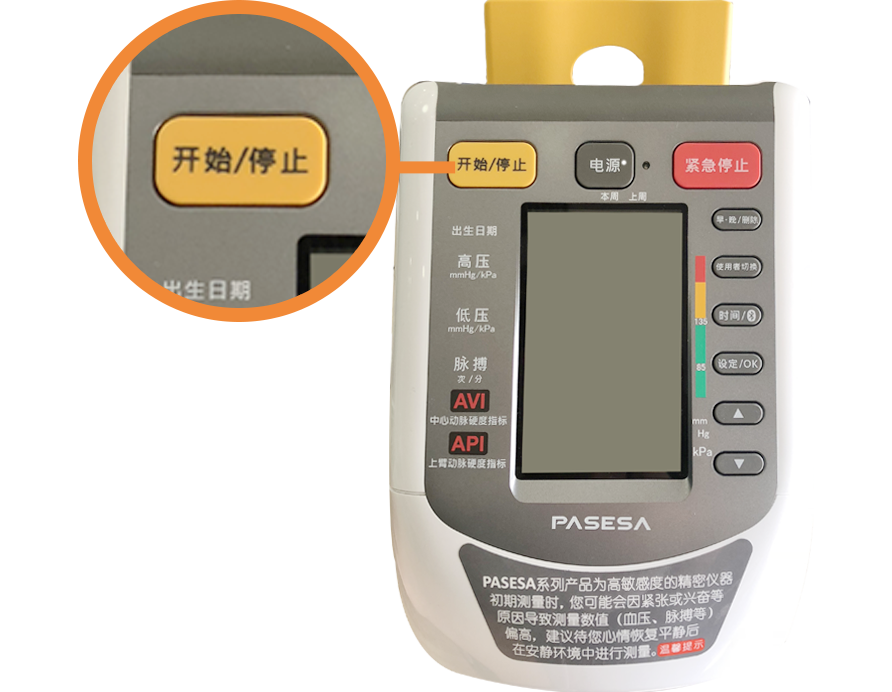 开始/停止
出生日期
开始/停止
电源
紧急停止
本周 上周
早·晚/删除
出生日期
高压
mmHg/kPa
使用者切换
低压
mmHg/kPa
135
时间/
脉搏
次/分
85
设定/OK
AVI
中心动脉硬度指标
API
上臂动脉硬度指标
mm
Hg
kPa
▲
▼
PASESA
PASESA系列产品为高敏感度的精密仪器
初期测量时，您可能会因紧张或兴奋等
原因导致测量数值（血压、脉搏等）
偏高，建议待您心情恢复平静后
在安静环境中进行测量。温馨提示